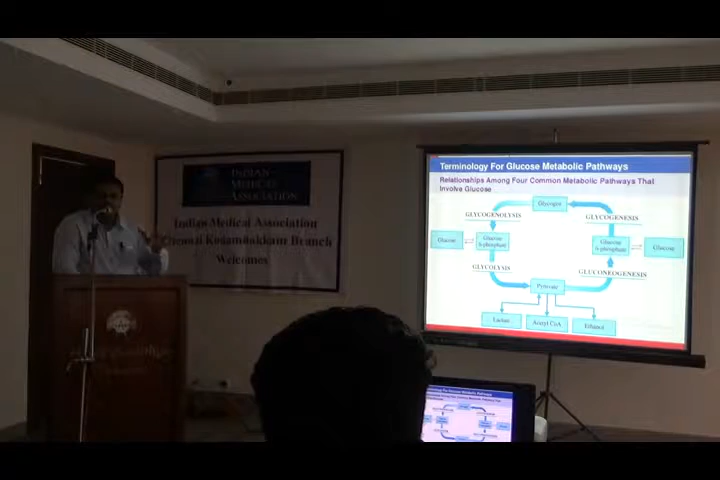 INDIAN
MEDICAL
ASSOCIATION
Indian Medical Association
Chennai Kodambakkam Branch
Welcomes
Terminology For Glucose Metabolic Pathways
Relationships Among Four Common Metabolic Pathways That
Involve Glucose
Glycogen
GLYCOGENOLYSIS
GLYCOGENESIS
Glucose
Glucose
6-phosphate
Glucose
6-phosphate
Glucose
GLYCOLYSIS
GLUCONEOGENESIS
Pyruvate
Lactate
Acetyl CoA
Ethanol